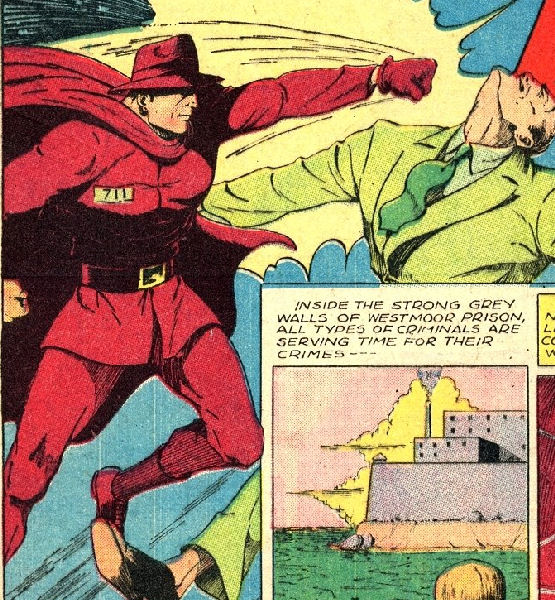 711
INSIDE THE STRONG GREY
WALLS OF WESTMOOR PRISON,
ALL TYPES OF CRIMINALS ARE
SERVING TIME FOR THEIR
CRIMES---